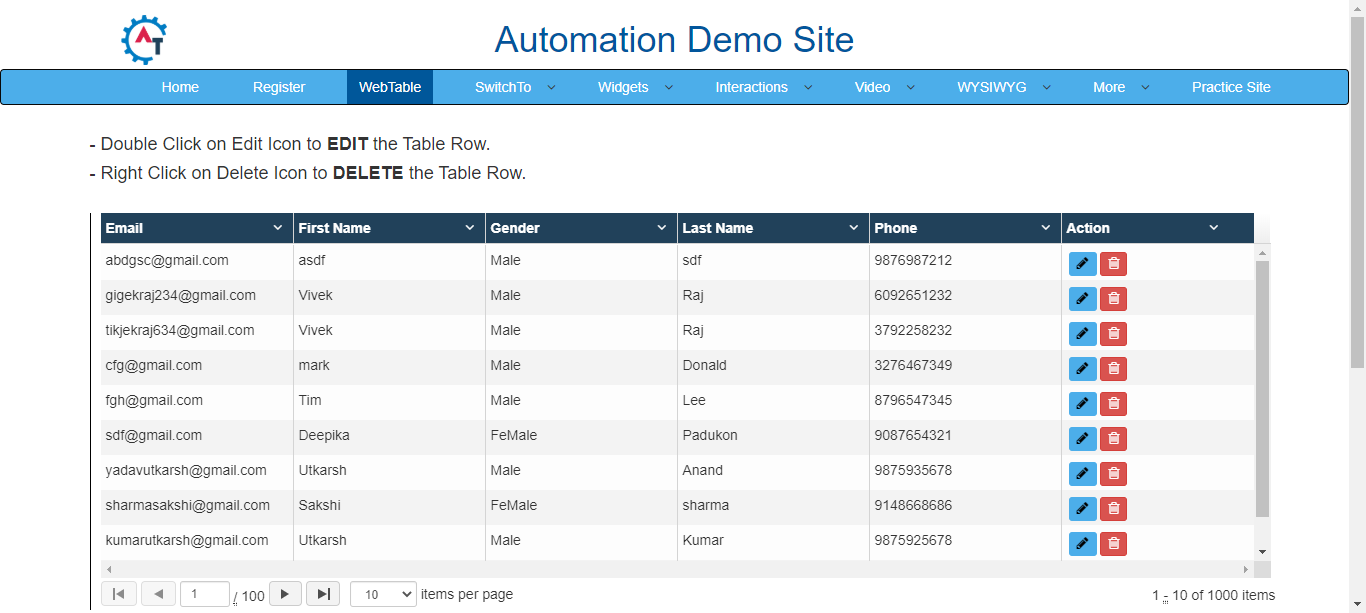 AT
Automation Demo Site
Home Register WebTable SwitchTo Widgets Interactions Video WYSIWYG More Practice Site
- Double Click on Edit Icon to EDIT the Table Row.
- Right Click on Delete Icon to DELETE the Table Row.
Email First Name Gender Last Name Phone Action
abdgsc@gmail.com asdf Male sdf 9876987212
gigekraj234@gmail.com Vivek Male Raj 6092651232
tikjekraj634@gmail.com Vivek Male Raj 3792258232
cfg@gmail.com mark Male Donald 3276467349
fgh@gmail.com Tim Male Lee 8796547345
sdf@gmail.com Deepika FeMale Padukon 9087654321
yadavutkarsh@gmail.com Utkarsh Male Anand 9875935678
sharmasakshi@gmail.com Sakshi FeMale sharma 9148668686
kumarutkarsh@gmail.com Utkarsh Male Kumar 9875925678
1 / 100 10 items per page 1 - 10 of 1000 items